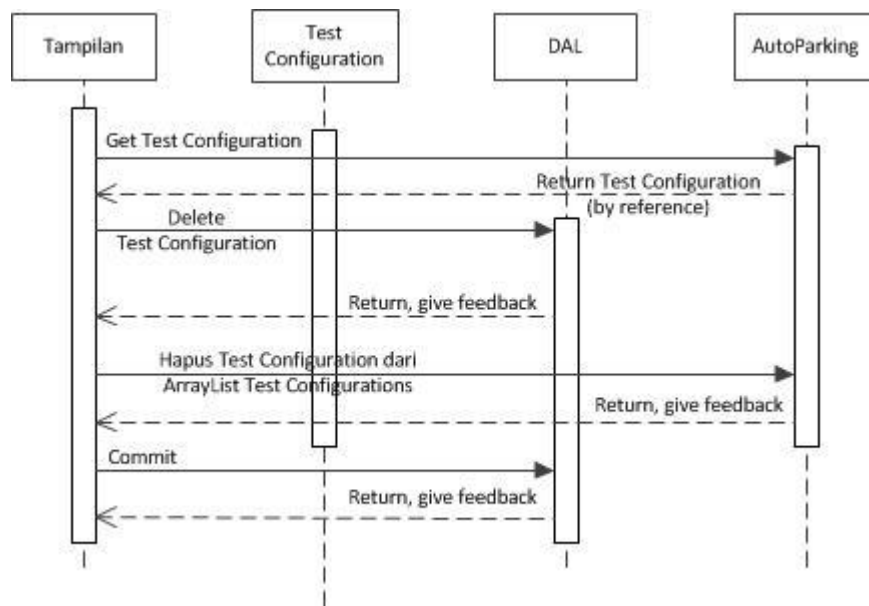 Tampilan
Test
Configuration
DAL
AutoParking
Get Test Configuration
Return Test Configuration
(by reference)
Delete
Test Configuration
Return, give feedback
Hapus Test Configuration dari
ArrayList Test Configurations
Return, give feedback
Commit
Return, give feedback